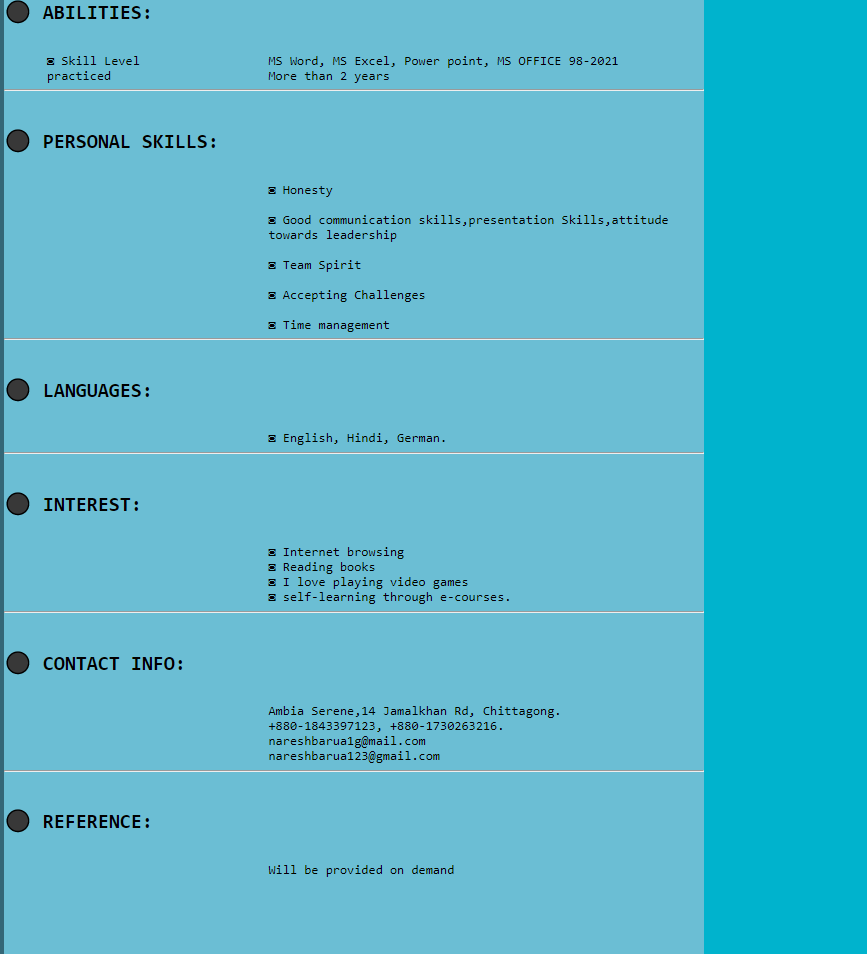 ABILITIES:
◙ Skill Level practiced
MS Word, MS Excel, Power point, MS OFFICE 98-2021
More than 2 years
PERSONAL SKILLS:
◙ Honesty
◙ Good communication skills,presentation Skills,attitude
towards leadership
◙ Team Spirit
◙ Accepting Challenges
◙ Time management
LANGUAGES:
◙ English, Hindi, German.
INTEREST:
◙ Internet browsing
◙ Reading books
◙ I love playing video games
◙ self-learning through e-courses.
CONTACT INFO:
Ambia Serene,14 Jamalkhan Rd, Chittagong.
+880-1843397123, +880-1730263216.
nareshbarua1g@mail.com
nareshbarua123@gmail.com
REFERENCE:
Will be provided on demand